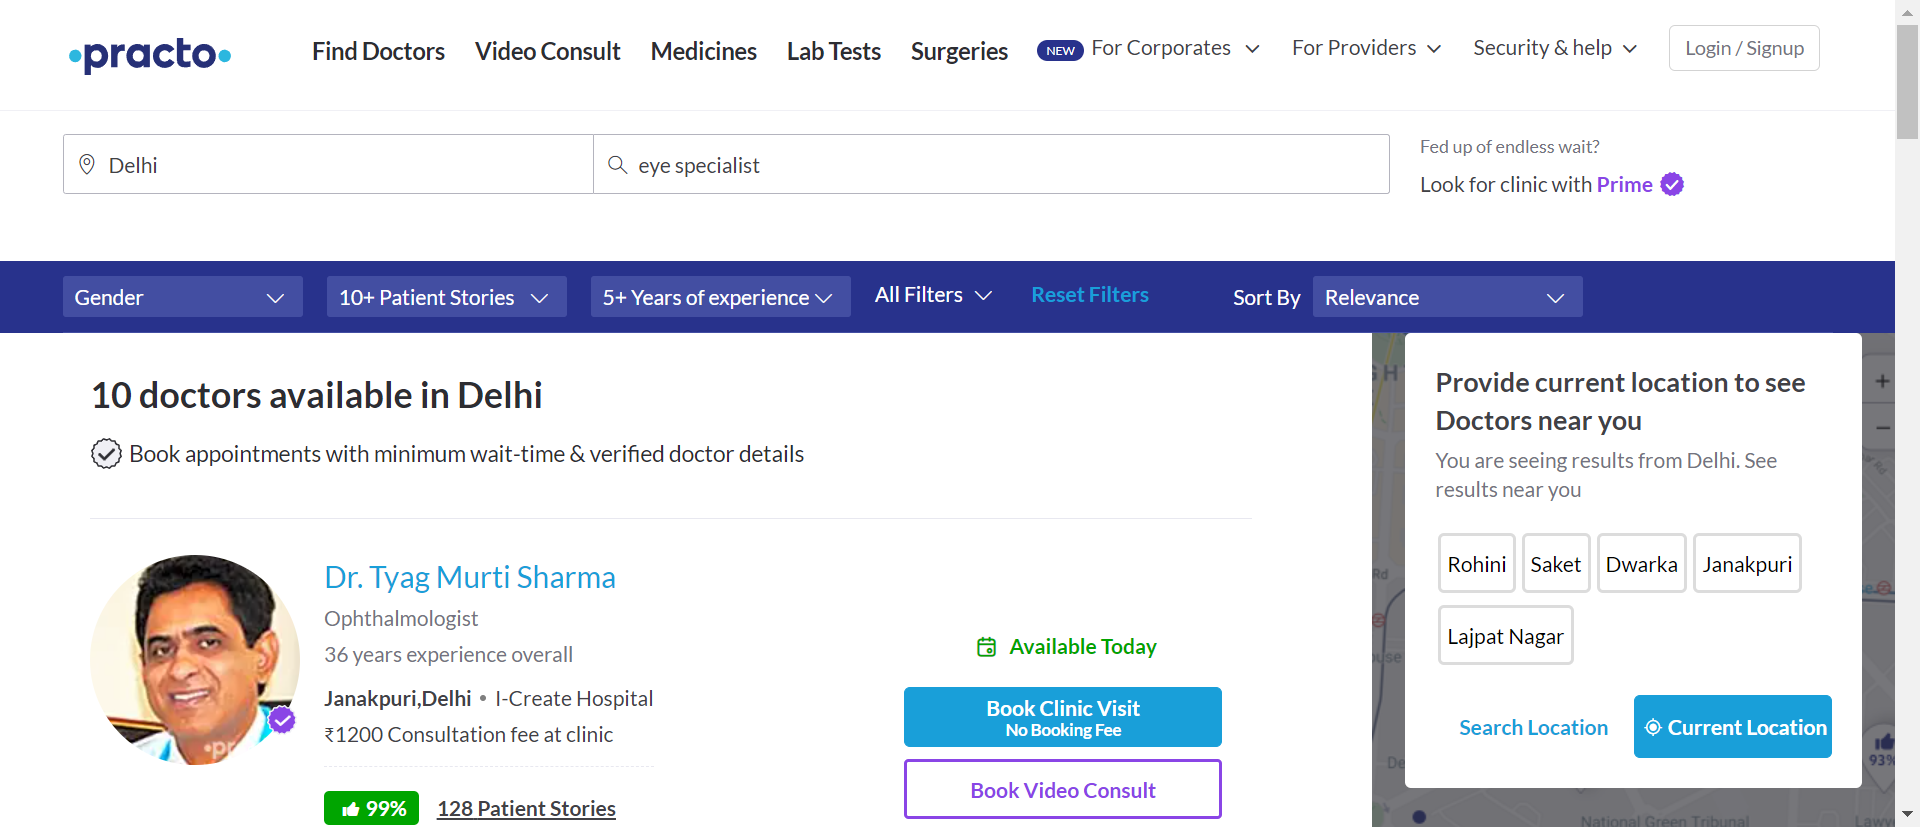 practo
Find Doctors
Video Consult
Medicines
Lab Tests
Surgeries
NEW For Corporates
For Providers
Security & help
Login / Signup
Delhi
eye specialist
Fed up of endless wait?
Look for clinic with Prime
Gender
10+ Patient Stories
5+ Years of experience
All Filters
Reset Filters
Sort By
Relevance
10 doctors available in Delhi
Book appointments with minimum wait-time & verified doctor details
Dr. Tyag Murti Sharma
Ophthalmologist
36 years experience overall
Janakpuri,Delhi • I-Create Hospital
₹1200 Consultation fee at clinic
99%
128 Patient Stories
Available Today
Book Clinic Visit
No Booking Fee
Book Video Consult
Provide current location to see
Doctors near you
You are seeing results from Delhi. See
results near you
Rohini
Saket
Dwarka
Janakpuri
Lajpat Nagar
Search Location
Current Location
Rd
93%
National Green Tribunal